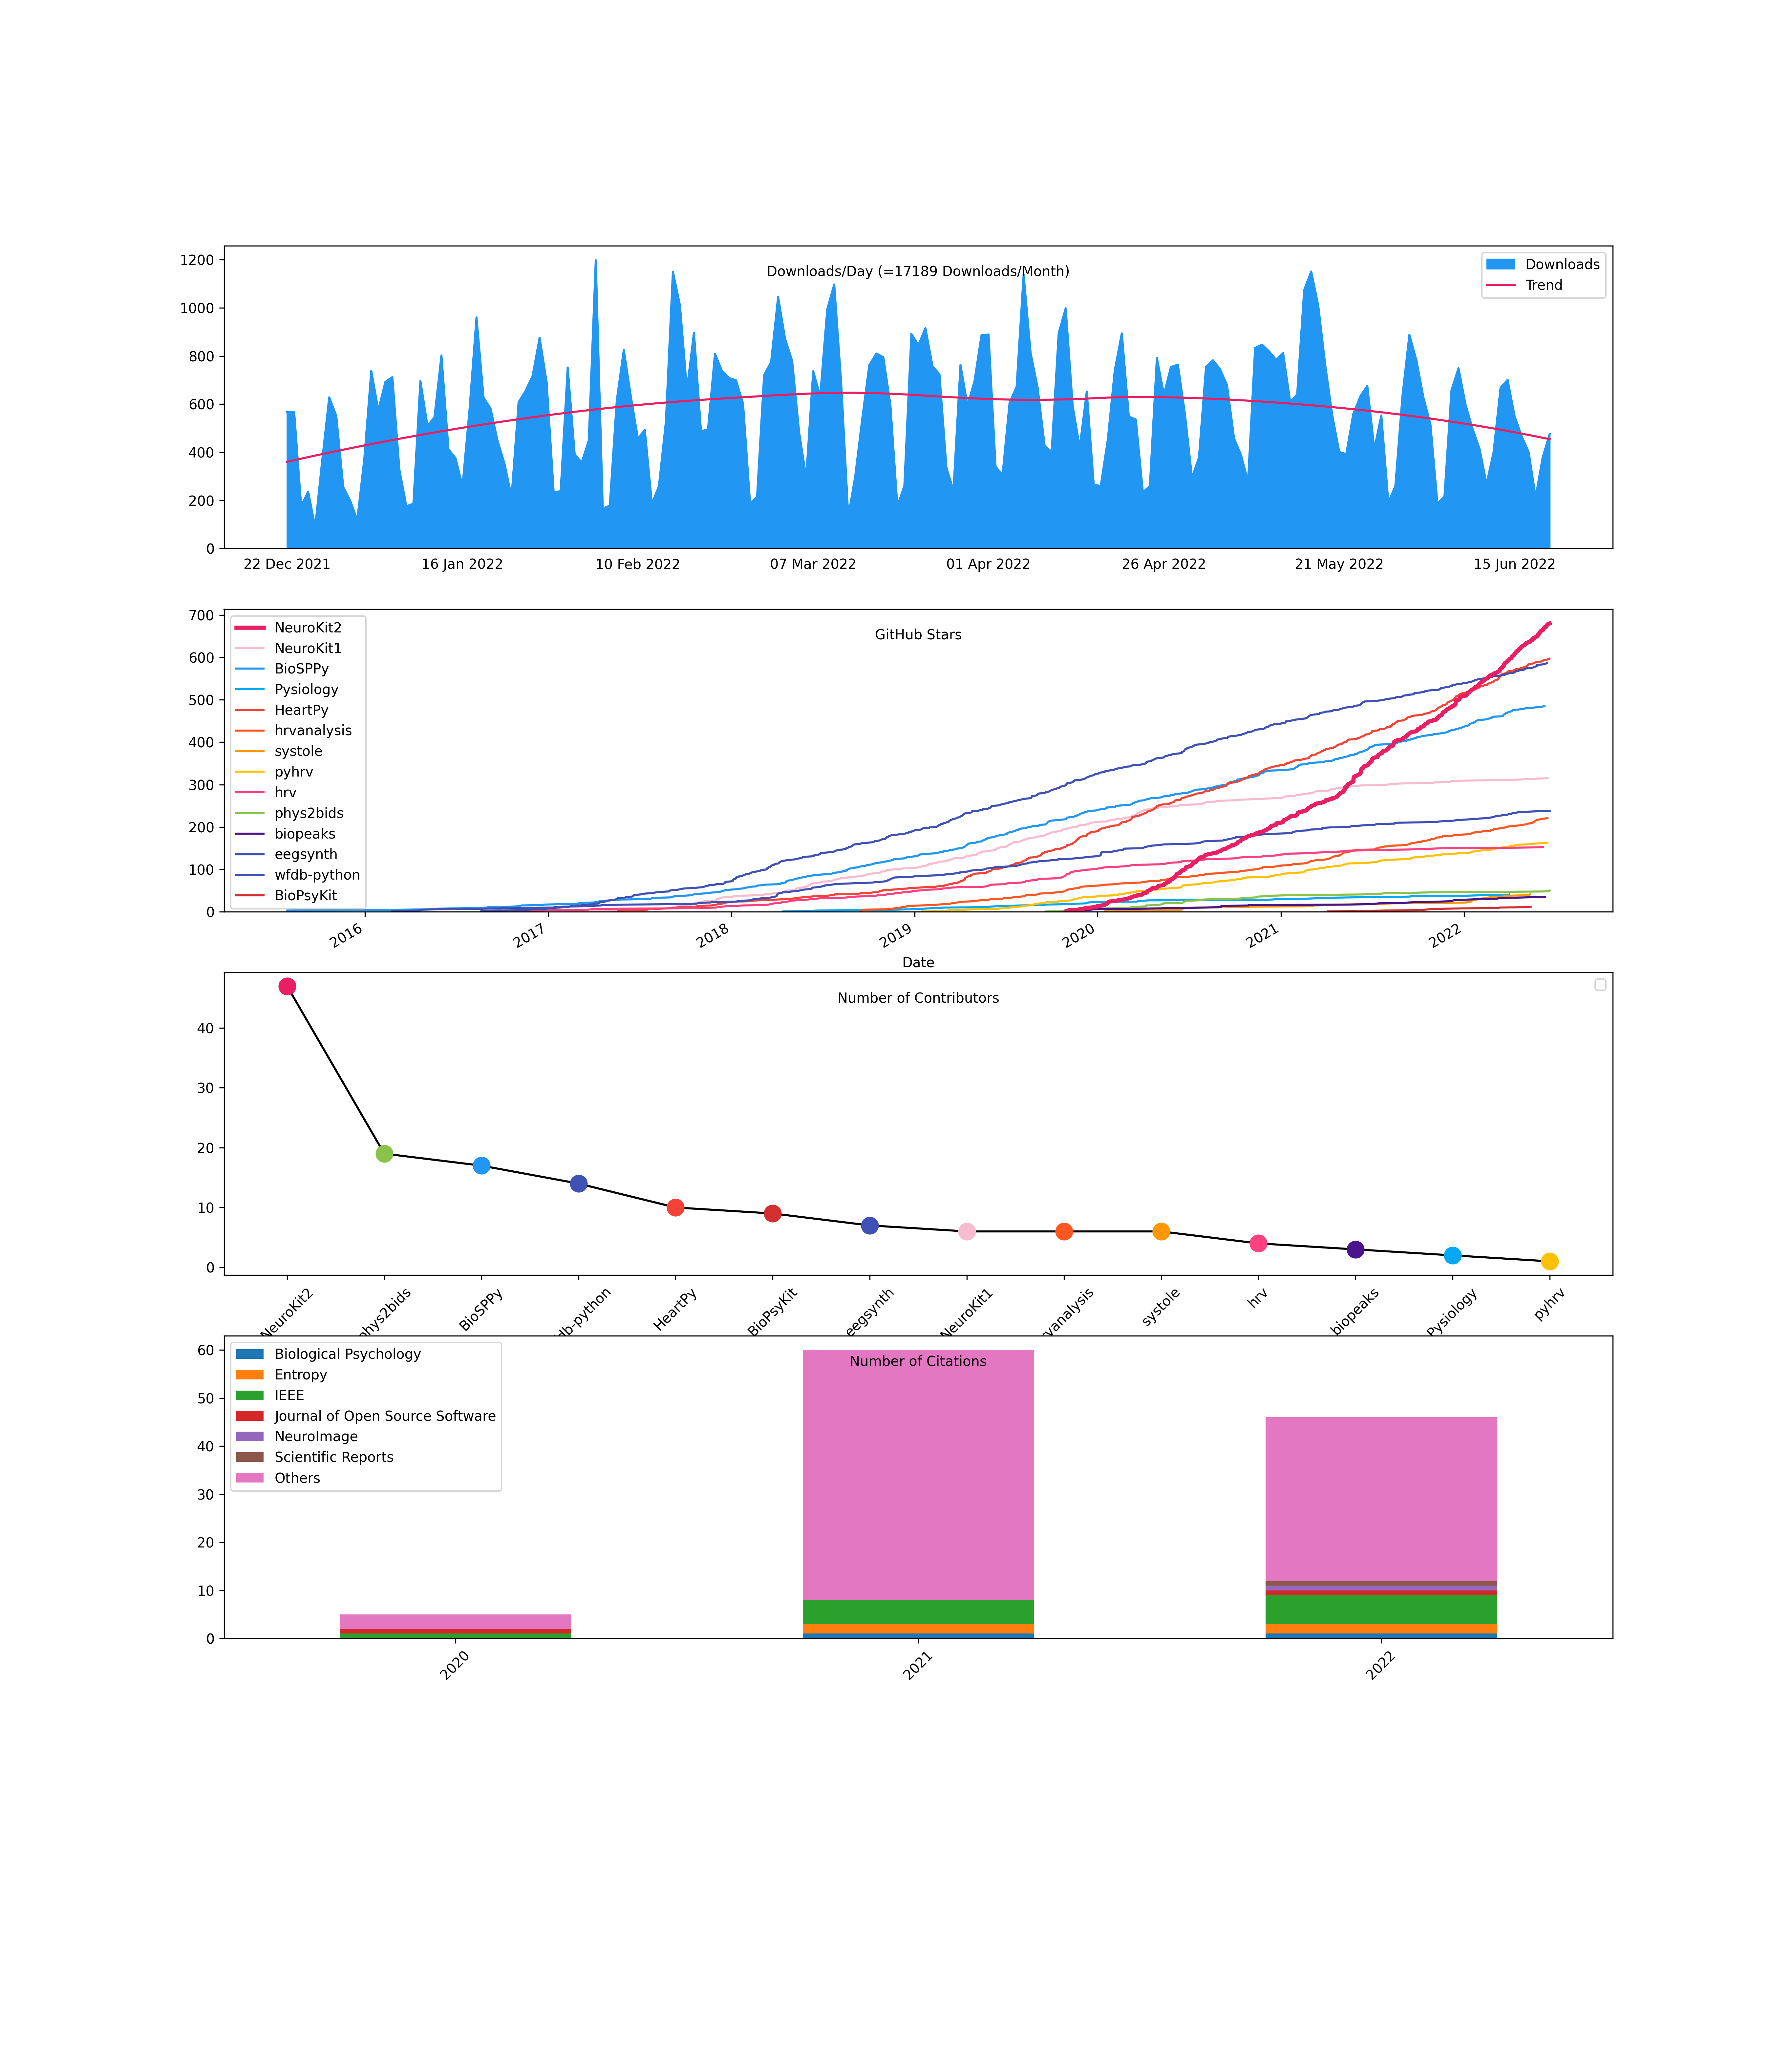 Downloads/Day (=17189 Downloads/Month)
Downloads
Trend
1200
1000
800
600
400
200
0
22 Dec 2021 16 Jan 2022 10 Feb 2022 07 Mar 2022 01 Apr 2022 26 Apr 2022 21 May 2022 15 Jun 2022
GitHub Stars
700
600
500
400
300
200
100
0
NeuroKit2
NeuroKit1
BioSPPy
Pysiology
HeartPy
hrvanalysis
systole
pyhrv
hrv
phys2bids
biopeaks
eegsynth
wfdb-python
BioPsyKit
2016 2017 2018 2019 2020 2021 2022
Date
Number of Contributors
40
30
20
10
0
NeuroKit2 phys2bids BioSPPy db-python HeartPy BioPsyKit eegsynth NeuroKit1 rvanalysis systole hrv biopeaks Pysiology pyhrv
Number of Citations
60
50
40
30
20
10
0
Biological Psychology
Entropy
IEEE
Journal of Open Source Software
NeuroImage
Scientific Reports
Others
2020 2021 2022